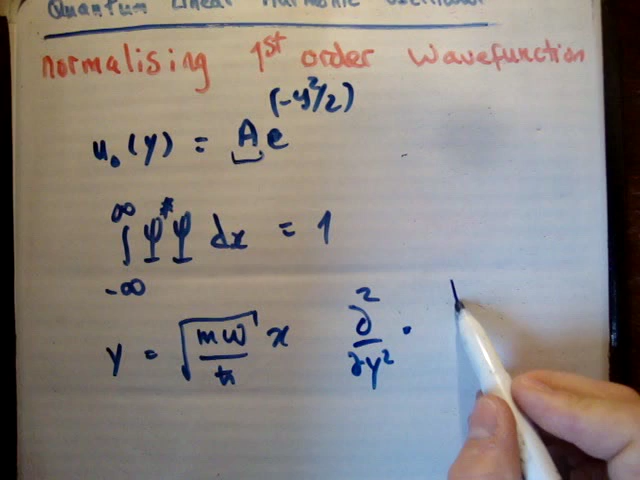 Quantum Linear Harmonic Oscillator
normalising 1st order wavefunction
u₀(y) = Ae^(-y²/2)
∫_{-∞}^{∞} Ψ*Ψ dx = 1
y = √(mω/ħ) x   ∂²/∂y² ·